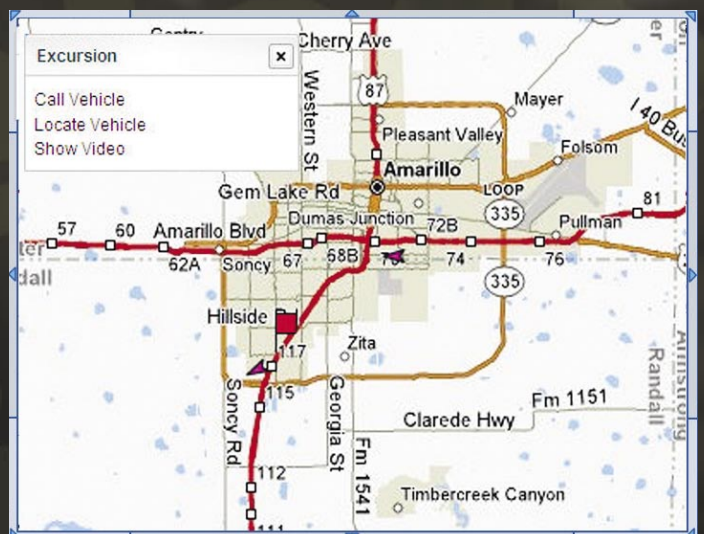 Excursion
×
Call Vehicle
Locate Vehicle
Show Video
Cherry Ave
Western St
87
Mayer
I 40 Bus
Pleasant Valley
Folsom
Amarillo
Gem Lake Rd
LOOP
335
81
Dumas Junction
72B
Pullman
57
60
Amarillo Blvd
62A
Soncy
67
68B
74
76
dall
335
Hillside
Zita
117
115
Soncy Rd
Georgia St
Fm 1541
Fm 1151
Clarede Hwy
Randall
Armstrong
112
Timbercreek Canyon
111